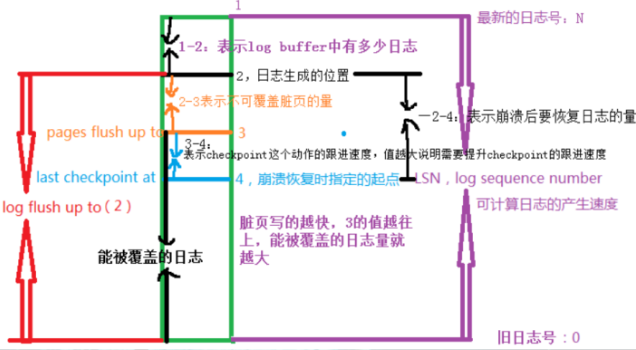 1
最新的日志号：N
1-2：表示log buffer中有多少日志
2，日志生成的位置
2-3表示不可覆盖脏页的量
一2-4：表示崩溃后要恢复日志的量
pages flush up to
3
3-4：
表示checkpoint这个动作的跟进速度，值越大说明需要提升checkpoint的跟进速度
last checkpoint at
4，崩溃恢复时指定的起点
LSN，log sequence number
log flush up to（2）
可计算日志的产生速度
脏页写的越快，3的值越往
上，能被覆盖的日志量就
越大
能被覆盖的日志
旧日志号：0